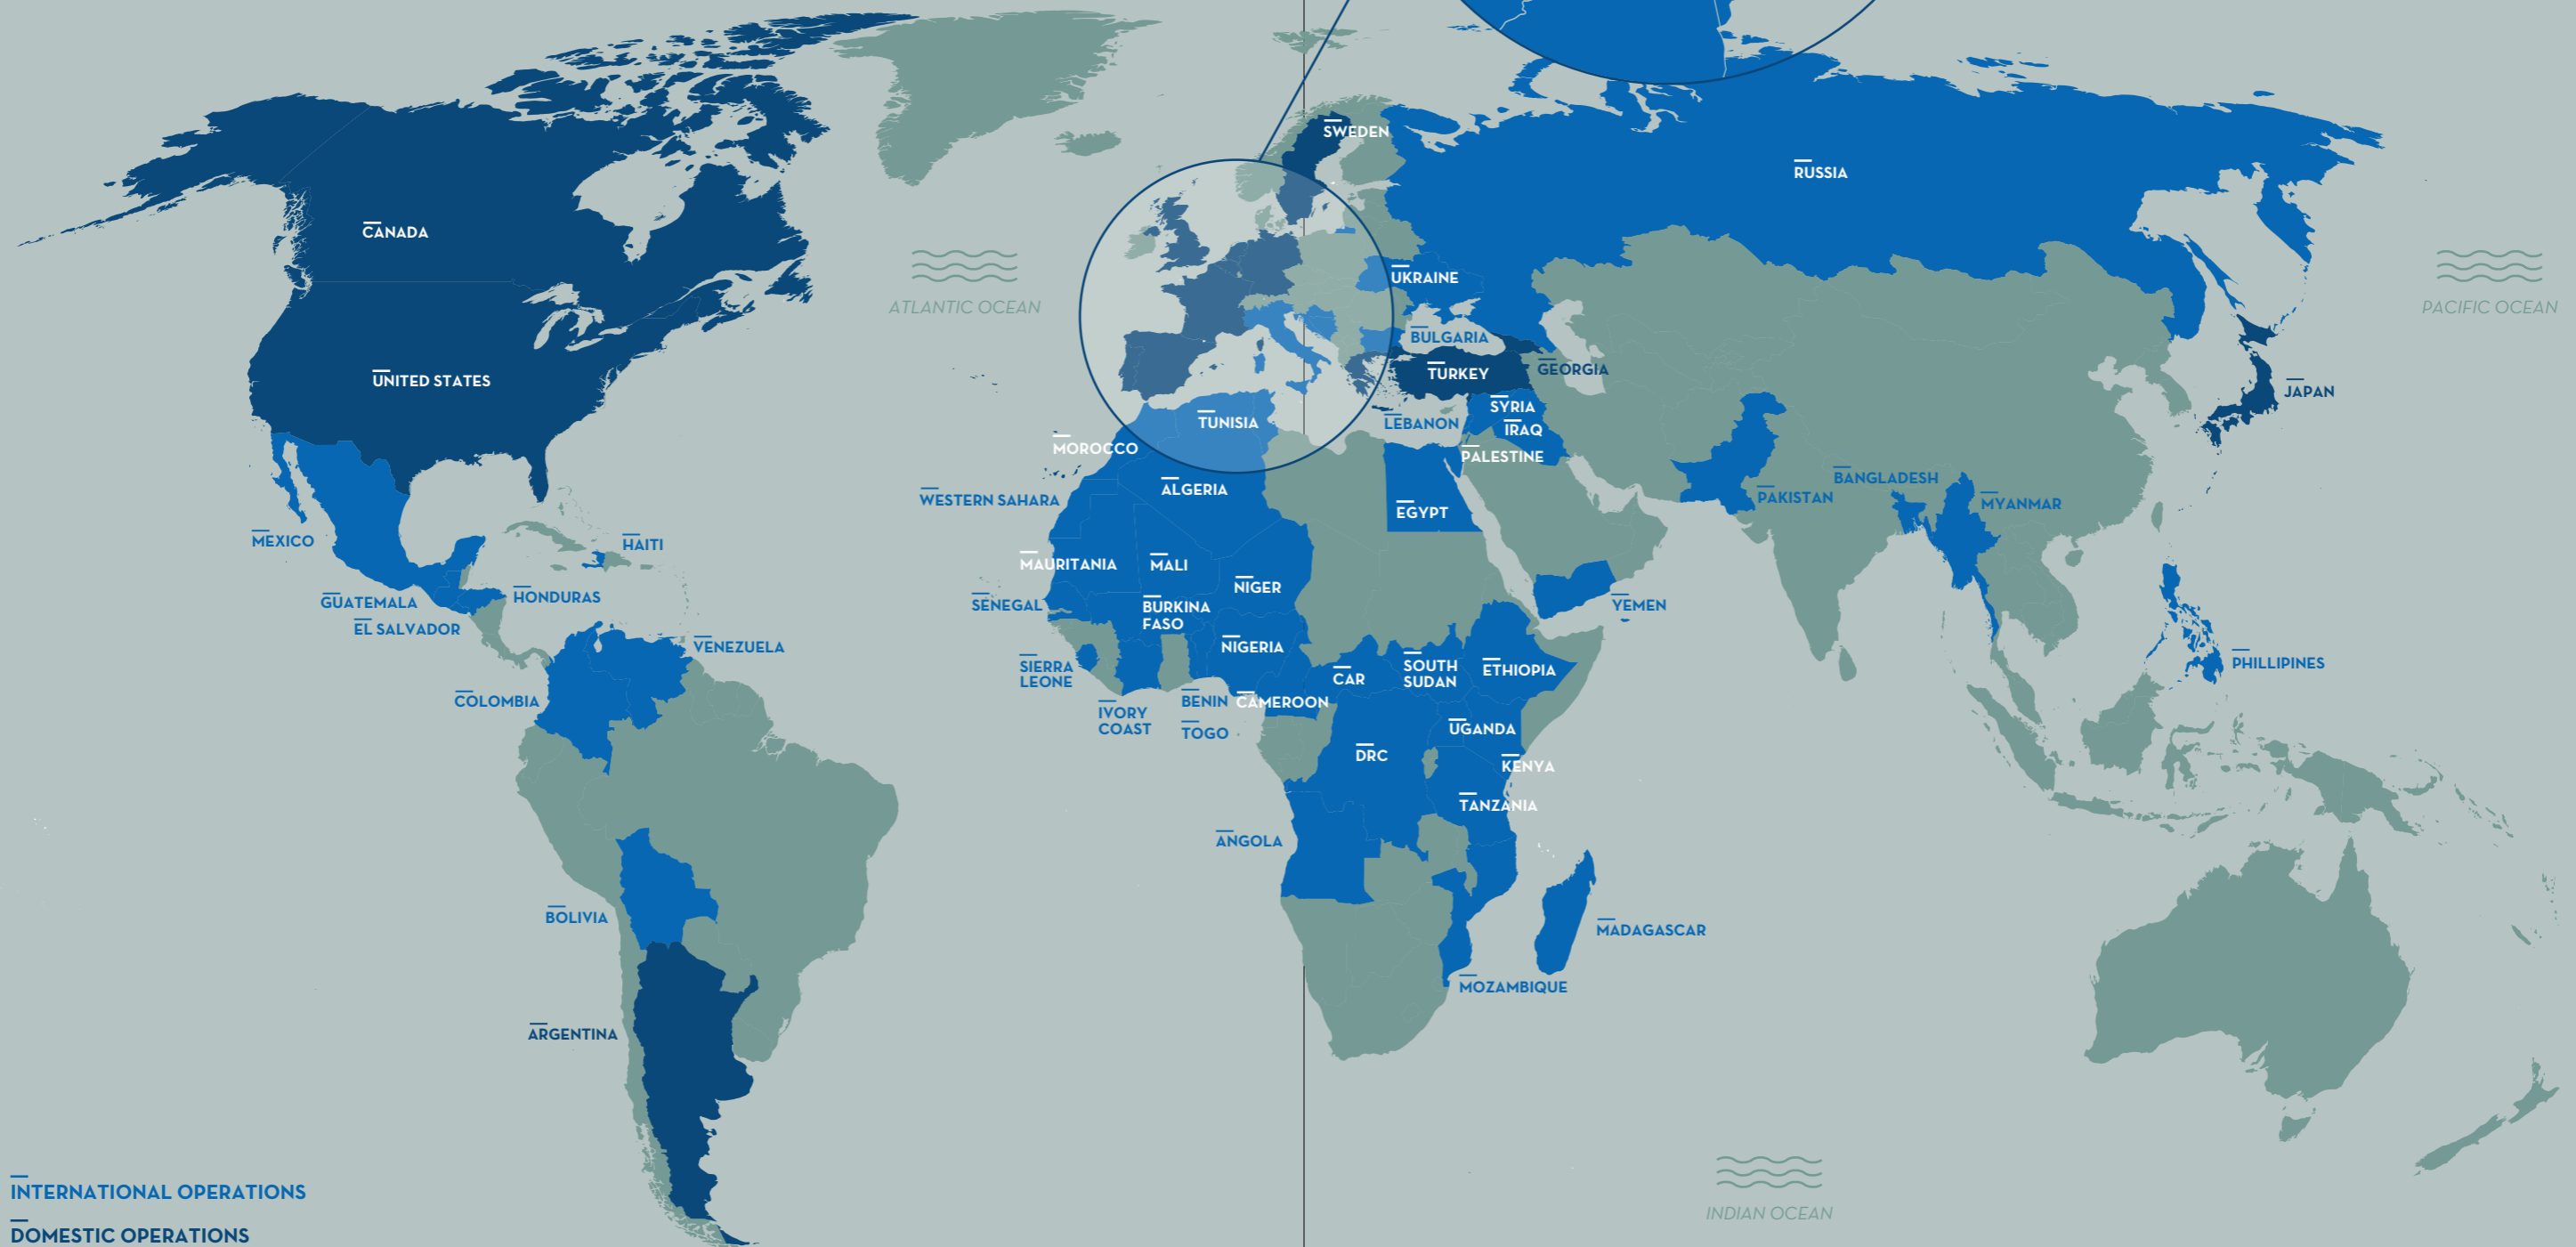 SWEDEN
RUSSIA
CANADA
UKRAINE
ATLANTIC OCEAN
PACIFIC OCEAN
BULGARIA
GEORGIA
TURKEY
UNITED STATES
JAPAN
SYRIA
TUNISIA
LEBANON
IRAQ
MOROCCO
PALESTINE
BANGLADESH
ALGERIA
PAKISTAN
WESTERN SAHARA
MYANMAR
EGYPT
MEXICO
HAITI
MAURITANIA
MALI
NIGER
HONDURAS
GUATEMALA
SENEGAL
BURKINA
FASO
YEMEN
EL SALVADOR
VENEZUELA
NIGERIA
SIERRA
LEONE
SOUTH
SUDAN
ETHIOPIA
PHILLIPINES
CAR
COLOMBIA
BENIN
CAMEROON
IVORY
COAST
TOGO
UGANDA
DRC
KENYA
TANZANIA
ANGOLA
BOLIVIA
MADAGASCAR
MOZAMBIQUE
ARGENTINA
INTERNATIONAL OPERATIONS
INDIAN OCEAN
DOMESTIC OPERATIONS